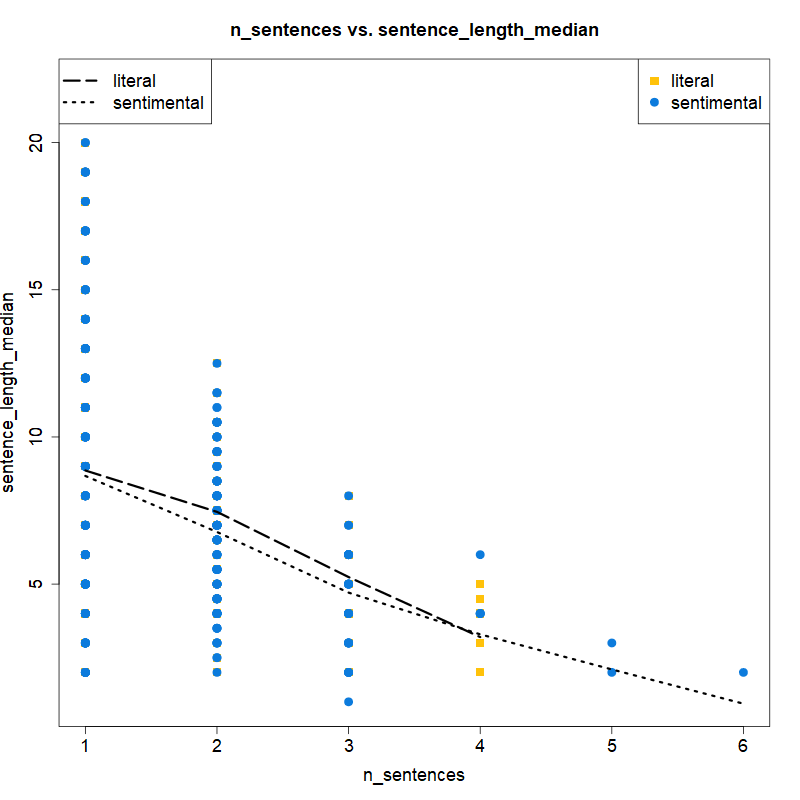 n_sentences vs. sentence_length_median
literal
sentimental
literal
sentimental
sentence_length_median
20
15
10
5
1 2 3 4 5 6
n_sentences